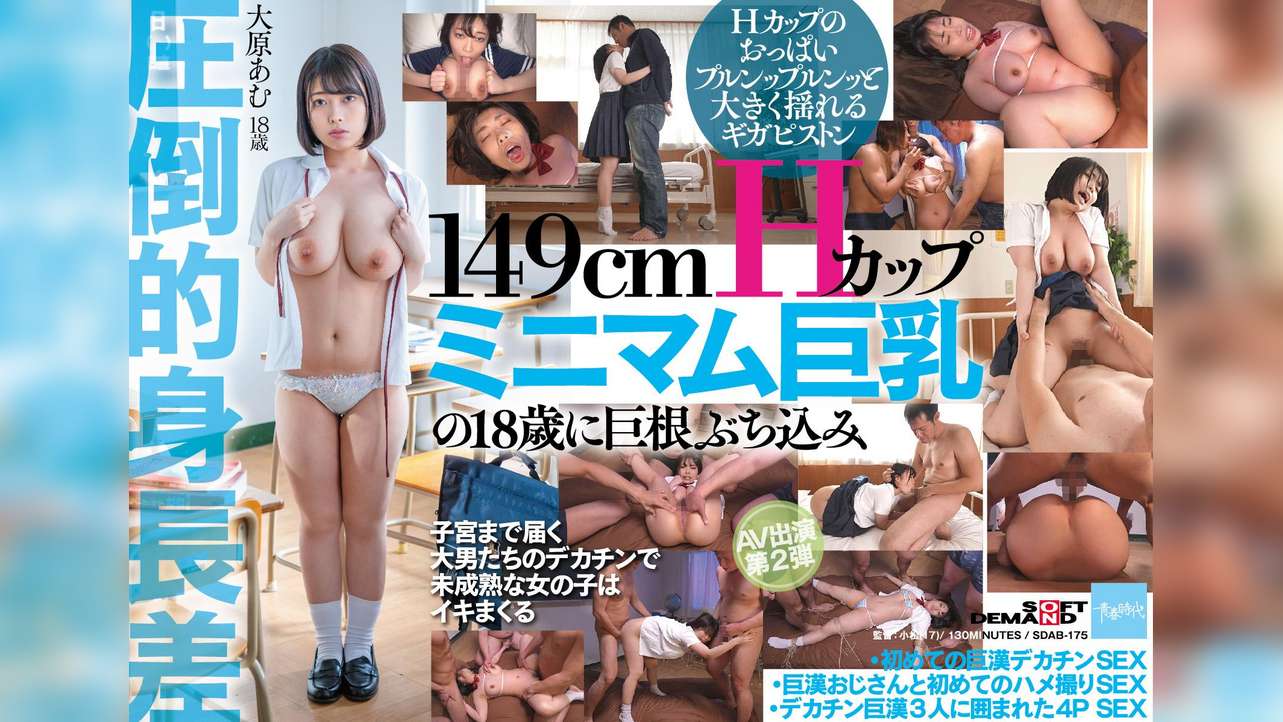 圧倒的身長差
大原あむ 18歳
Hカップの
おっぱい
プルンップルンッと
大きく揺れる
ギガピストン
149cm Hカップ
ミニマム巨乳
の18歳に巨根ぶち込み
子宮まで届く
大男たちのデカチンで
未成熟な女の子は
イキまくる
AV出演
第2弾
SOFT
ON
DEMAND
青春時代
130MINUTES / SDAB-175
・初めての巨漢デカチンSEX
・巨漢おじさんと初めてのハメ撮りSEX
・デカチン巨漢3人に囲まれた4P SEX